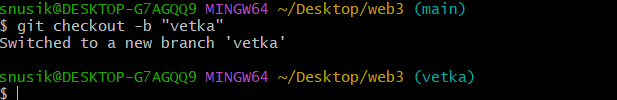 snusik@DESKTOP-G7AGQQ9 MINGW64 ~/Desktop/web3 (main)
$ git checkout -b "vetka"
Switched to a new branch 'vetka'
snusik@DESKTOP-G7AGQQ9 MINGW64 ~/Desktop/web3 (vetka)
$